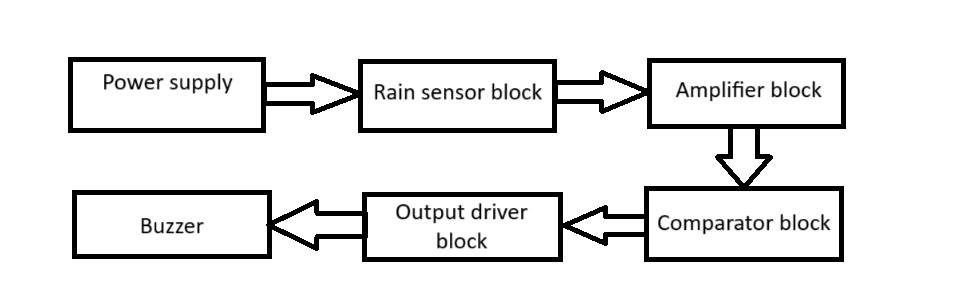 Power supply
Rain sensor block
Amplifier block
Comparator block
Output driver
block
Buzzer